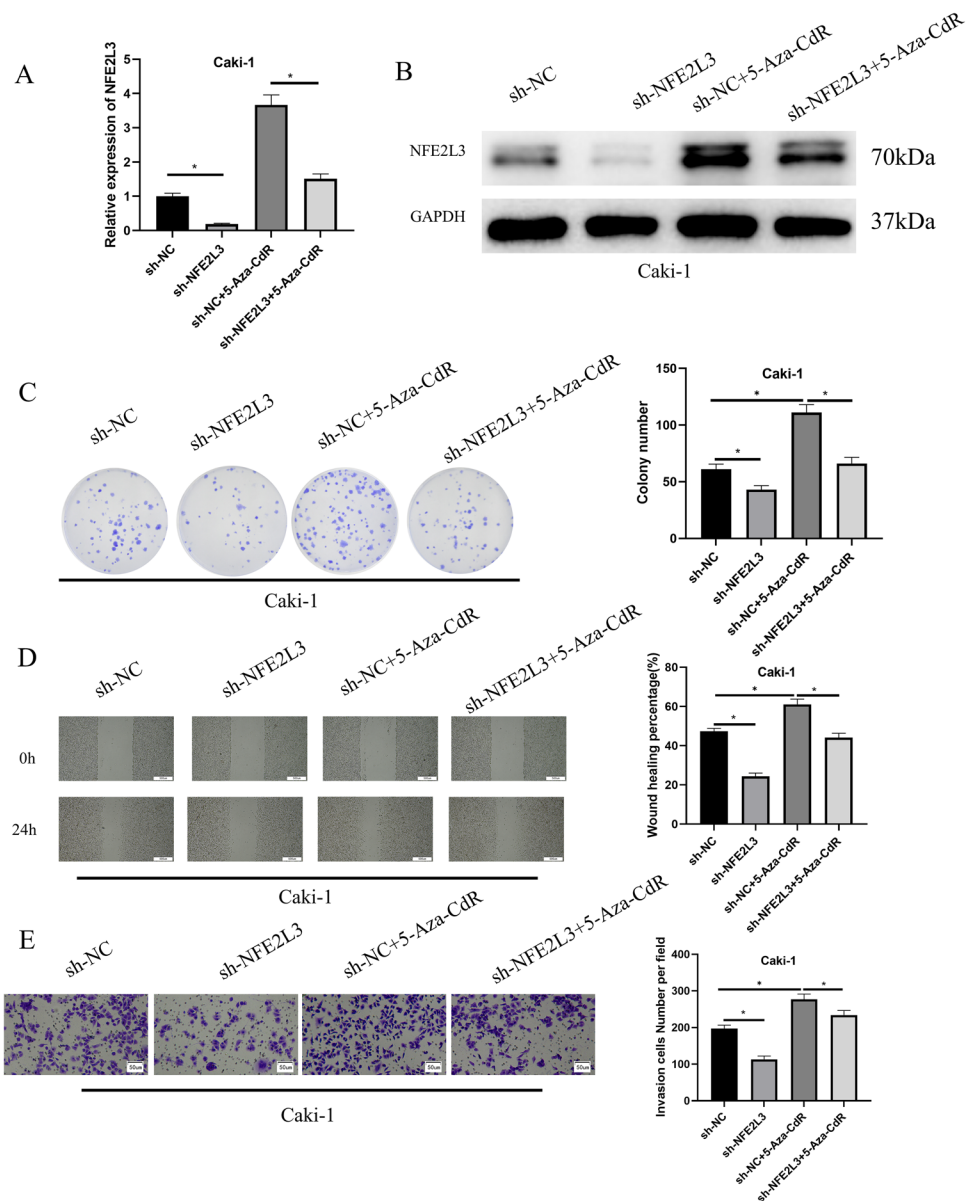 A
Caki-1
Relative expression of NFE2L3
5
4
3
2
1
0
*
*
sh-NC
sh-NFE2L3
sh-NC+5-Aza-CdR
sh-NFE2L3+5-Aza-CdR
B
sh-NC
sh-NFE2L3
sh-NC+5-Aza-CdR
sh-NFE2L3+5-Aza-CdR
NFE2L3
70kDa
GAPDH
37kDa
Caki-1
C
sh-NC
sh-NFE2L3
sh-NC+5-Aza-CdR
sh-NFE2L3+5-Aza-CdR
Caki-1
Caki-1
Colony number
150
100
50
0
*
*
*
sh-NC
sh-NFE2L3
sh-NC+5-Aza-CdR
sh-NFE2L3+5-Aza-CdR
D
sh-NC
sh-NFE2L3
sh-NC+5-Aza-CdR
sh-NFE2L3+5-Aza-CdR
0h
24h
Caki-1
Caki-1
Wound healing percentage(%)
80
60
40
20
0
*
*
*
sh-NC
sh-NFE2L3
sh-NC+5-Aza-CdR
sh-NFE2L3+5-Aza-CdR
E
sh-NC
sh-NFE2L3
sh-NC+5-Aza-CdR
sh-NFE2L3+5-Aza-CdR
50um
50um
50um
50um
Caki-1
Caki-1
Invasion cells Number per field
400
300
200
100
0
*
*
*
sh-NC
sh-NFE2L3
sh-NC+5-Aza-CdR
sh-NFE2L3+5-Aza-CdR